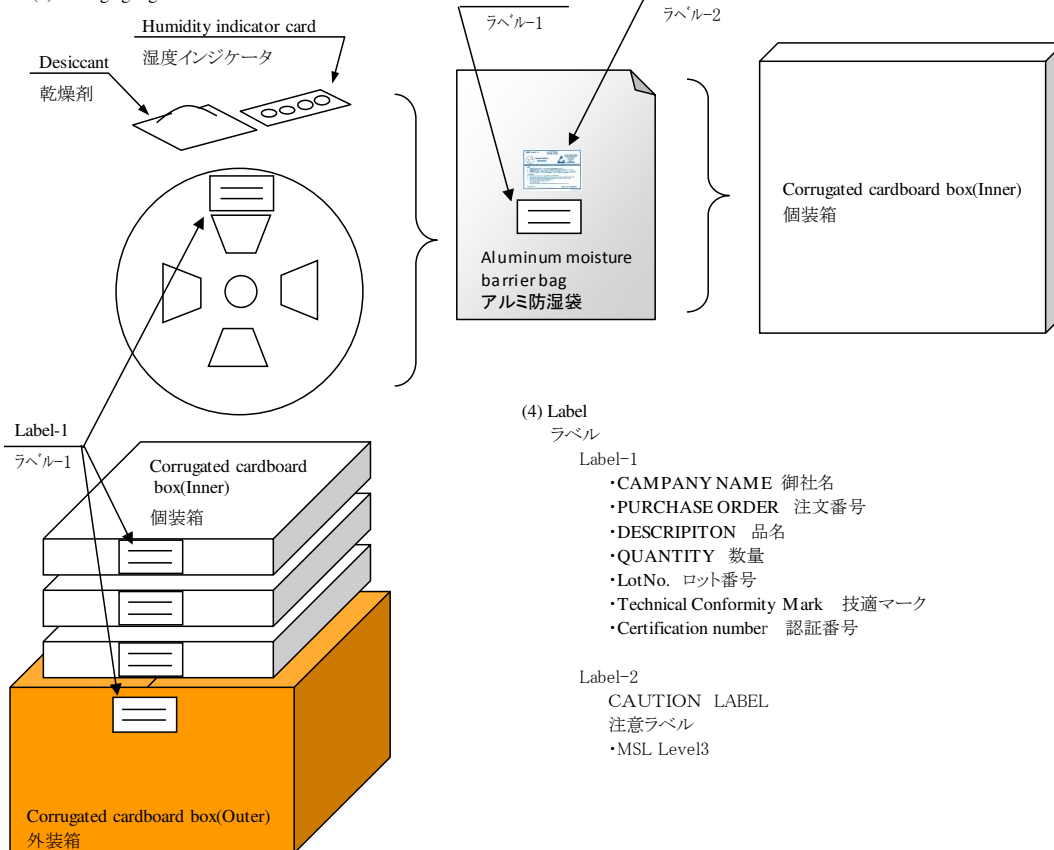 ラベル-1
ラベル-2
Humidity indicator card
湿度インジケータ
Desiccant
乾燥剤
Corrugated cardboard box(Inner)
個装箱
Aluminum moisture
barrier bag
アルミ防湿袋
Label-1
ラベル-1
Corrugated cardboard
box(Inner)
個装箱
Corrugated cardboard box(Outer)
外装箱
(4) Label
ラベル
Label-1
・CAMPANY NAME 御社名
・PURCHASE ORDER 注文番号
・DESCRIPITON 品名
・QUANTITY 数量
・LotNo. ロット番号
・Technical Conformity Mark 技適マーク
・Certification number 認証番号
Label-2
CAUTION LABEL
注意ラベル
・MSL Level3